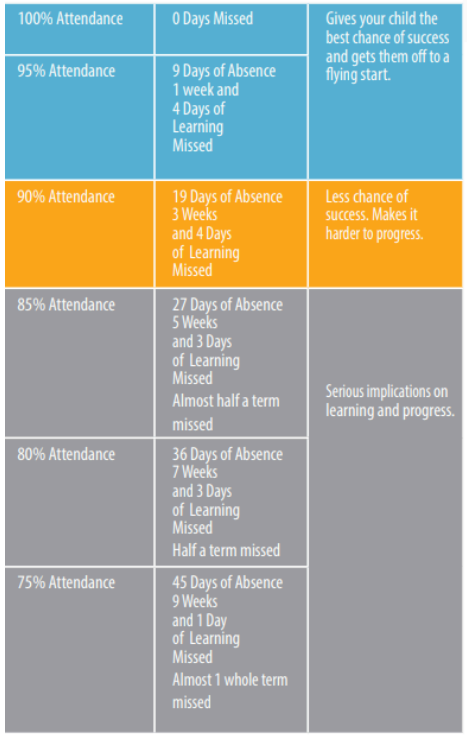 100% Attendance
0 Days Missed
Gives your child the
best chance of success
and gets them off to a
flying start.
95% Attendance
9 Days of Absence
1 week and
4 Days of
Learning
Missed
90% Attendance
19 Days of Absence
3 Weeks
and 4 Days
of Learning
Missed
Less chance of
success. Makes it
harder to progress.
85% Attendance
27 Days of Absence
5 Weeks
and 3 Days
of Learning
Missed
Almost half a term
missed
Serious implications on
learning and progress.
80% Attendance
36 Days of Absence
7 Weeks
and 3 Days
of Learning
Missed
Half a term missed
75% Attendance
45 Days of Absence
9 Weeks
and 1 Day
of Learning
Missed
Almost 1 whole term
missed